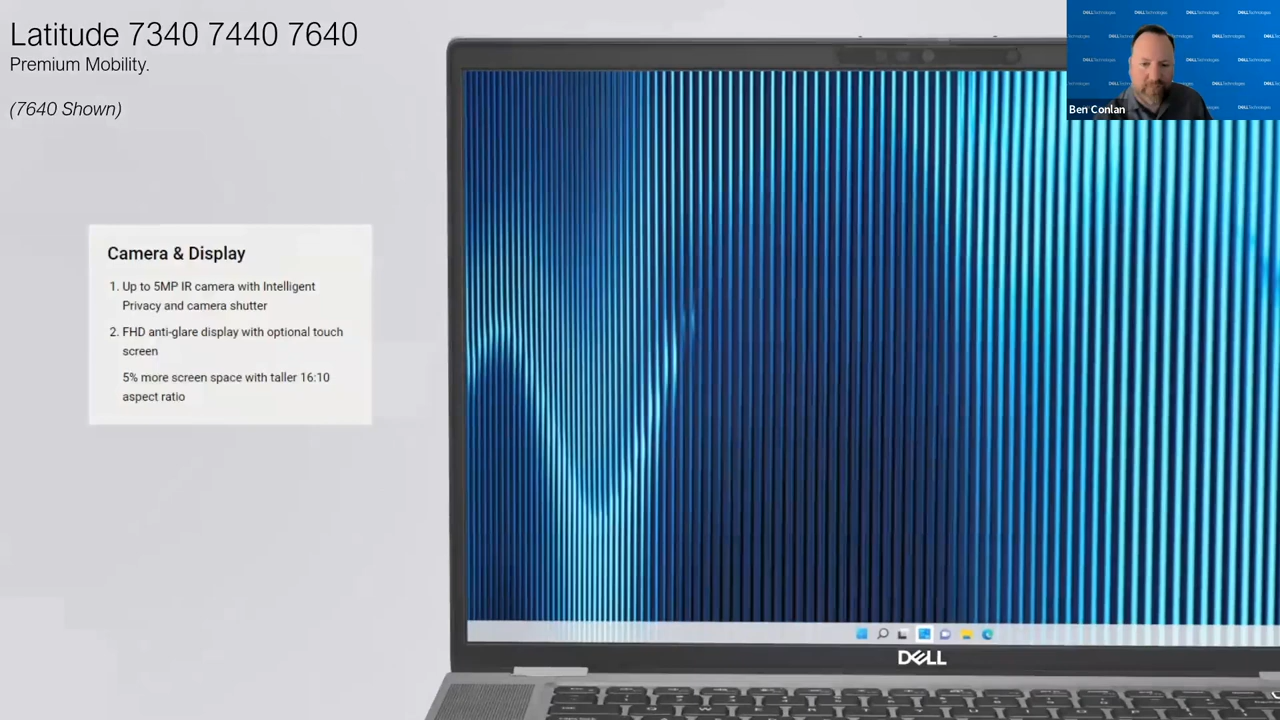 Latitude 7340 7440 7640
Premium Mobility.
(7640 Shown)
Camera & Display
1. Up to 5MP IR camera with Intelligent
Privacy and camera shutter
2. FHD anti-glare display with optional touch
screen
5% more screen space with taller 16:10
aspect ratio
Ben Conlan
DELL